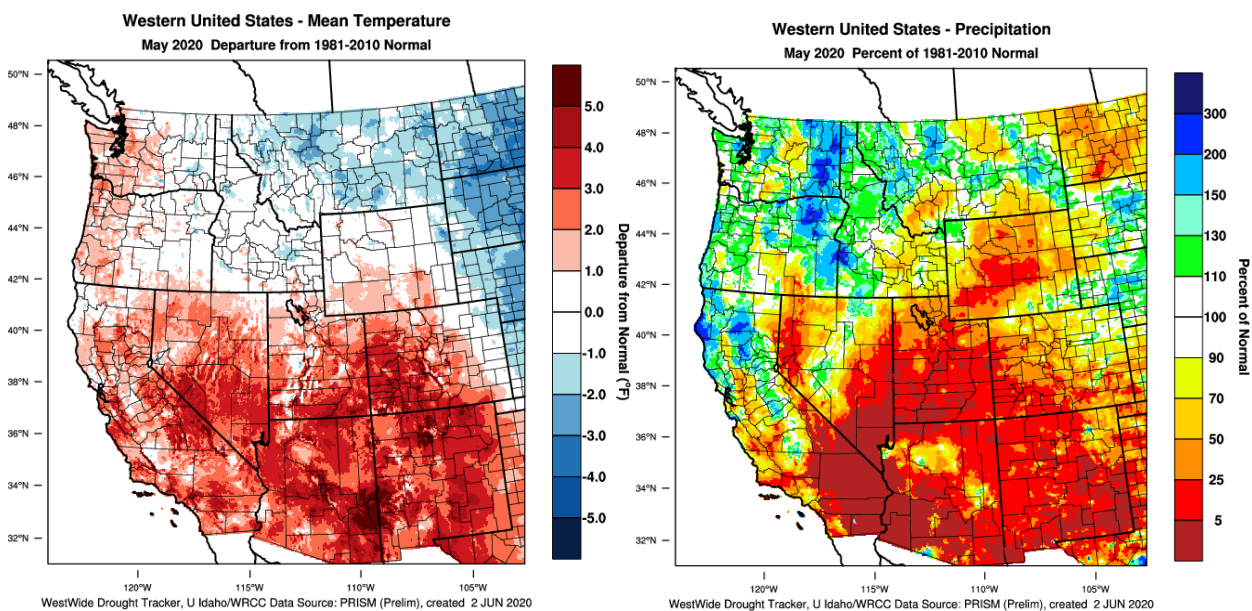 Western United States - Mean Temperature
May 2020 Departure from 1981-2010 Normal
50°N
48°N
46°N
44°N
42°N
40°N
38°N
36°N
34°N
32°N
120°W
115°W
110°W
105°W
5.0
4.0
3.0
2.0
1.0
0.0
-1.0
-2.0
-3.0
-4.0
-5.0
Departure from Normal (°F)
WestWide Drought Tracker, U Idaho/WRCC Data Source: PRISM (Prelim), created 2 JUN 2020
Western United States - Precipitation
May 2020 Percent of 1981-2010 Normal
50°N
48°N
46°N
44°N
42°N
40°N
38°N
36°N
34°N
32°N
120°W
115°W
110°W
105°W
300
200
150
130
110
100
90
70
50
25
5
Percent of Normal
WestWide Drought Tracker, U Idaho/WRCC Data Source: PRISM (Prelim), created 2 JUN 2020